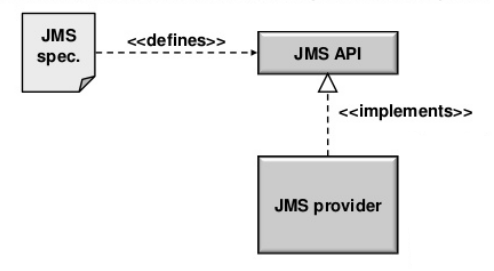 JMS
spec.
<<defines>>
JMS API
<<implements>>
JMS provider